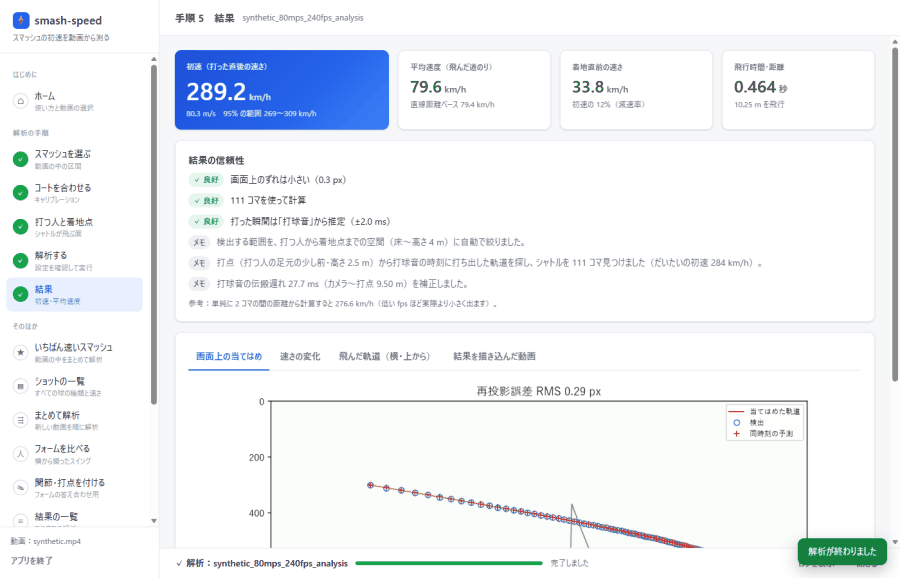 smash-speed
スマッシュの初速を動画から測る
はじめに
ホーム
使い方と動画の選択
解析の手順
スマッシュを選ぶ
動画の中の区間
コートを合わせる
キャリブレーション
打つ人と着地点
シャトルが飛ぶ面
解析する
設定を確認して実行
結果
初速・平均速度
そのほか
いちばん速いスマッシュ
動画の中をまとめて解析
ショットの一覧
すべての球の種類と速さ
まとめて解析
新しい動画を順に解析
フォームを比べる
横から撮ったスイング
関節・打点を付ける
フォームの答え合わせ用
結果の一覧
動画：synthetic.mp4
アプリを終了
手順 5 結果 synthetic_80mps_240fps_analysis
初速（打った直後の速さ）
289.2 km/h
80.3 m/s 95% の範囲 269〜309 km/h
平均速度（飛んだ道のり）
79.6 km/h
直線距離ベース 79.4 km/h
着地直前の速さ
33.8 km/h
初速の 12%（減速率）
飛行時間・距離
0.464 秒
10.25 m を飛行
結果の信頼性
✓ 良好 画面上のずれは小さい（0.3 px）
✓ 良好 111 コマを使って計算
✓ 良好 打った瞬間は「打球音」から推定（±2.0 ms）
メモ 検出する範囲を、打つ人から着地点までの空間（床〜高さ 4 m）に自動で絞りました。
メモ 打点（打つ人の足元の少し前・高さ 2.5 m）から打球音の時刻に打ち出した軌道を探し、シャトルを 111 コマ見つけました（だいたいの初速 284 km/h）。
メモ 打球音の伝搬遅れ 27.7 ms（カメラ〜打点 9.50 m）を補正しました。
参考：単純に 2 コマの間の距離から計算すると 276.6 km/h（低い fps ほど実際より小さく出ます）。
画面上の当てはめ 速さの変化 飛んだ軌道（横・上から） 結果を描き込んだ動画
再投影誤差 RMS 0.29 px
0
200
400
当てはめた軌道
検出
同時刻の予測
✓ 解析：synthetic_80mps_240fps_analysis 完了しました
解析が終わりました